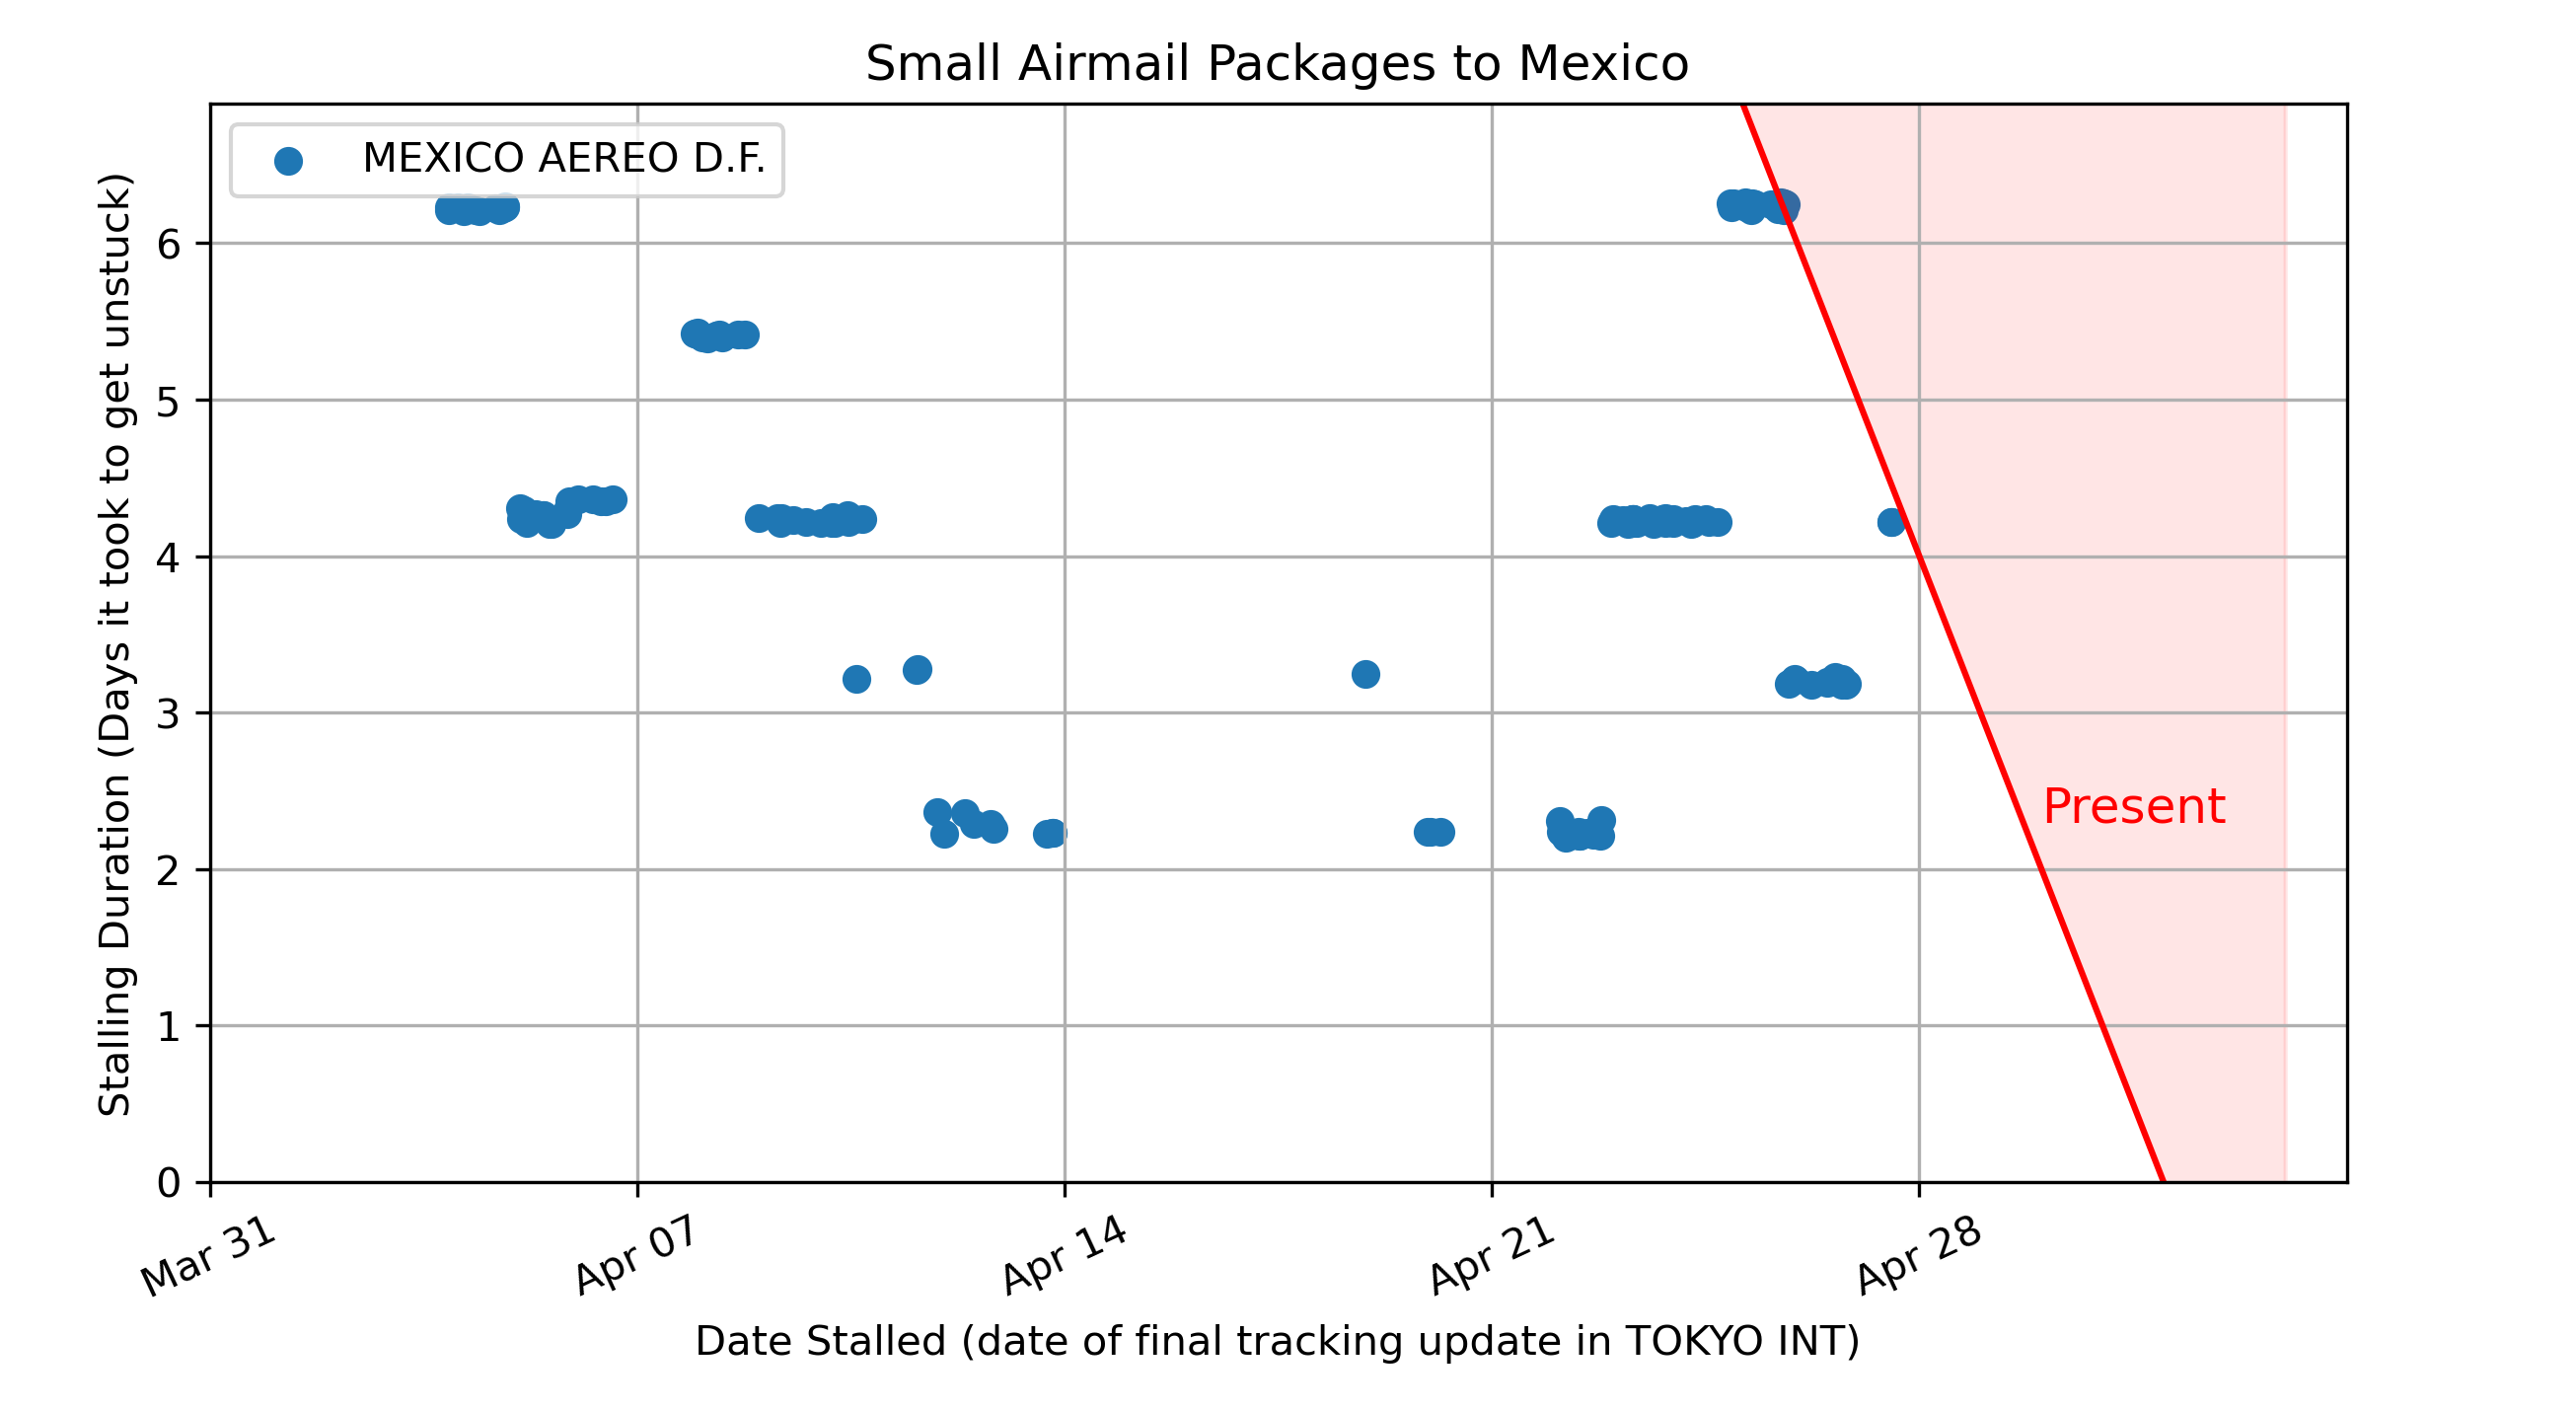 Small Airmail Packages to Mexico
MEXICO AEREO D.F.
Stalling Duration (Days it took to get unstuck)
6
5
4
3
2
1
0
Present
Mar 31
Apr 07
Apr 14
Apr 21
Apr 28
Date Stalled (date of final tracking update in TOKYO INT)